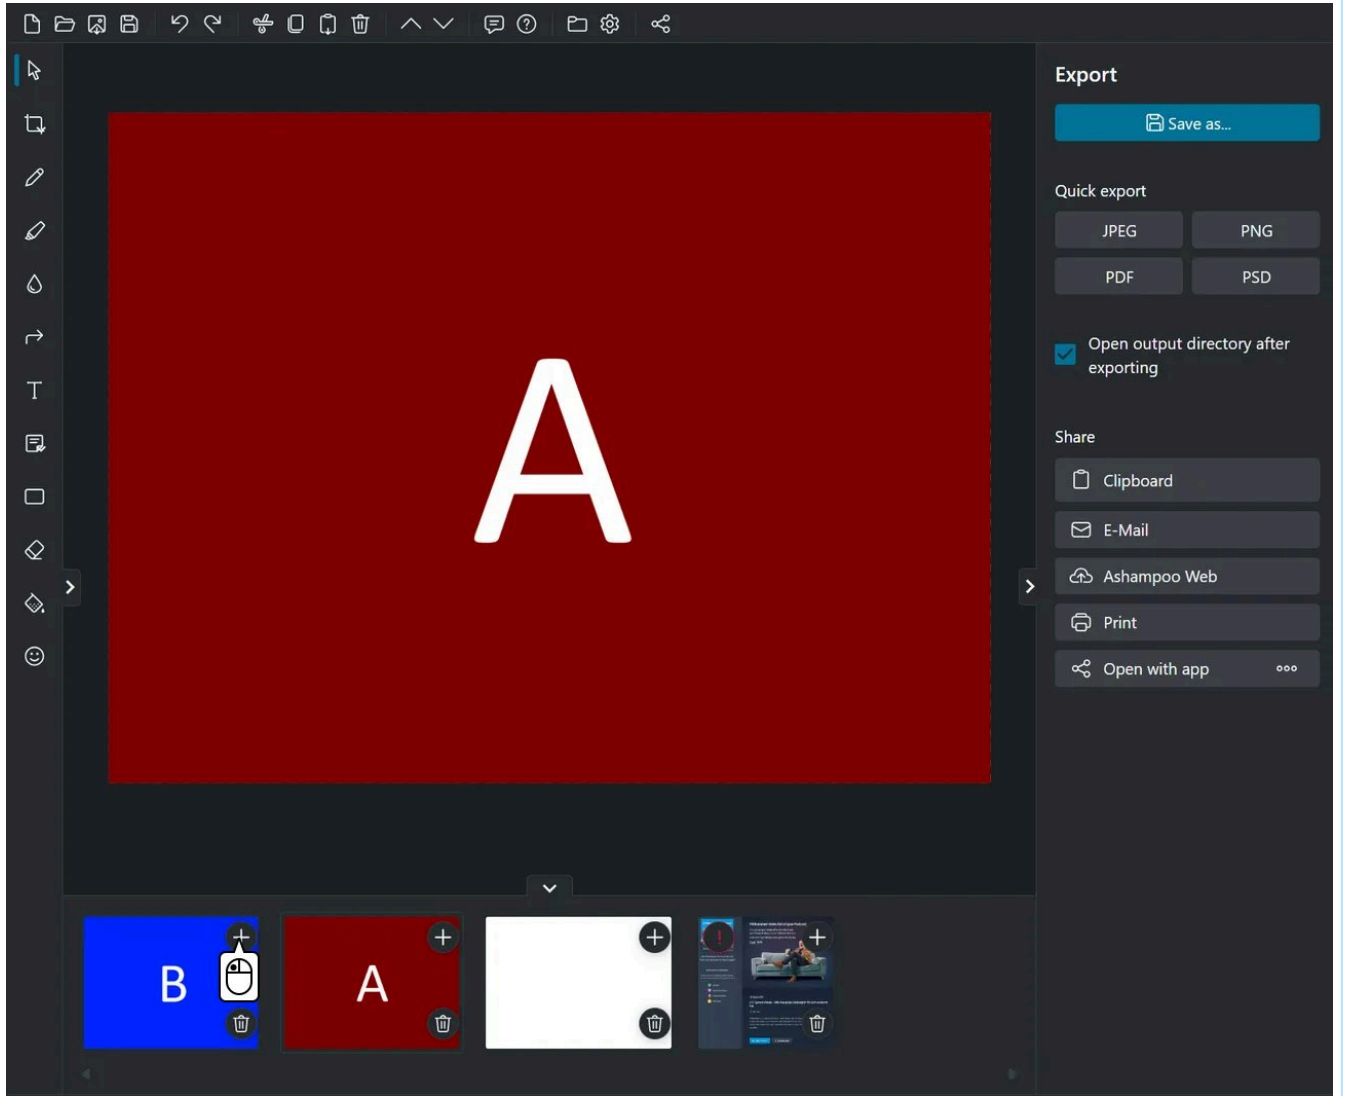 Export
Save as...
Quick export
JPEG
PNG
PDF
PSD
Open output directory after
exporting
A
Share
Clipboard
E-Mail
Ashampoo Web
Print
Open with app
B
A